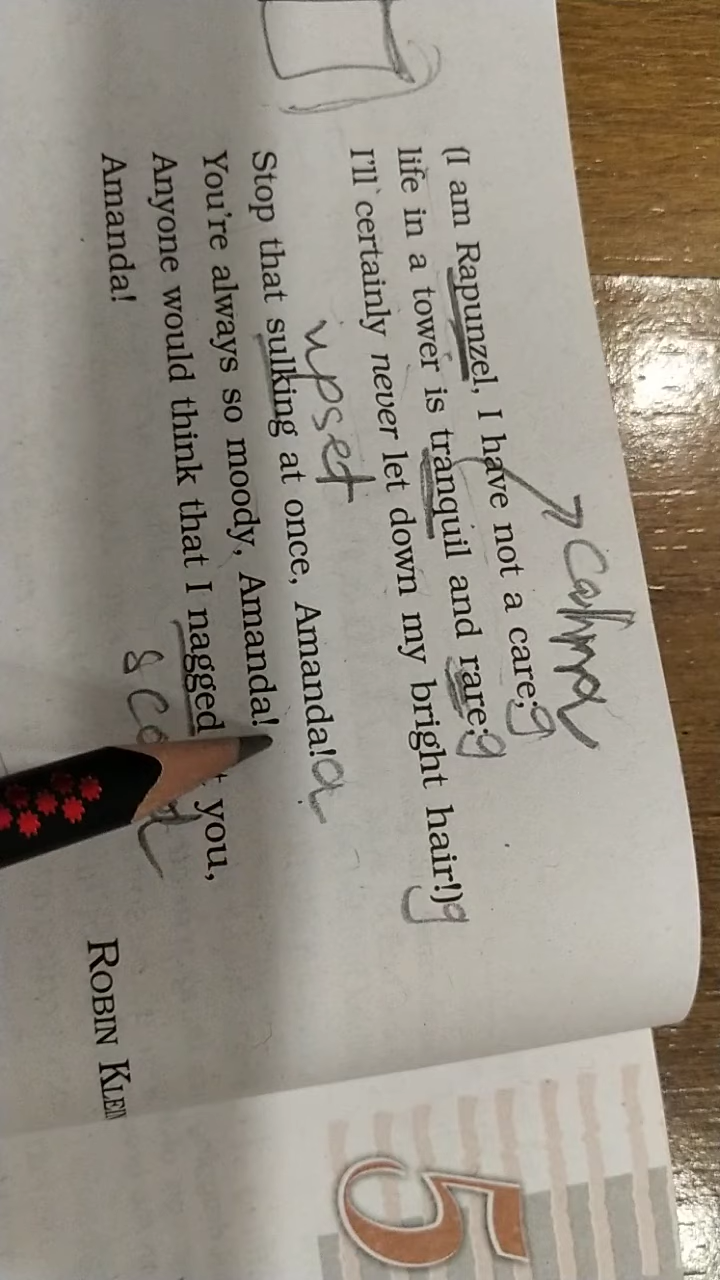 calm
(I am Rapunzel, I have not a care;g
life in a tower is tranquil and rare;g
I'll certainly never let down my bright hair!)g
upset
Stop that sulking at once, Amanda!a
You're always so moody, Amanda!
Anyone would think that I nagged you,
Amanda!
ROBIN KLEIN
5